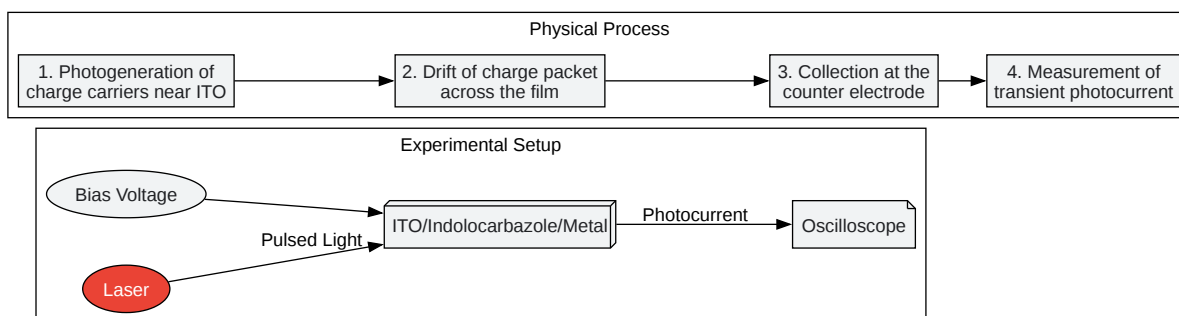 Physical Process
1. Photogeneration of
charge carriers near ITO
2. Drift of charge packet
across the film
3. Collection at the
counter electrode
4. Measurement of
transient photocurrent
Experimental Setup
Bias Voltage
Pulsed Light
Laser
ITO/Indolocarbazole/Metal
Photocurrent
Oscilloscope